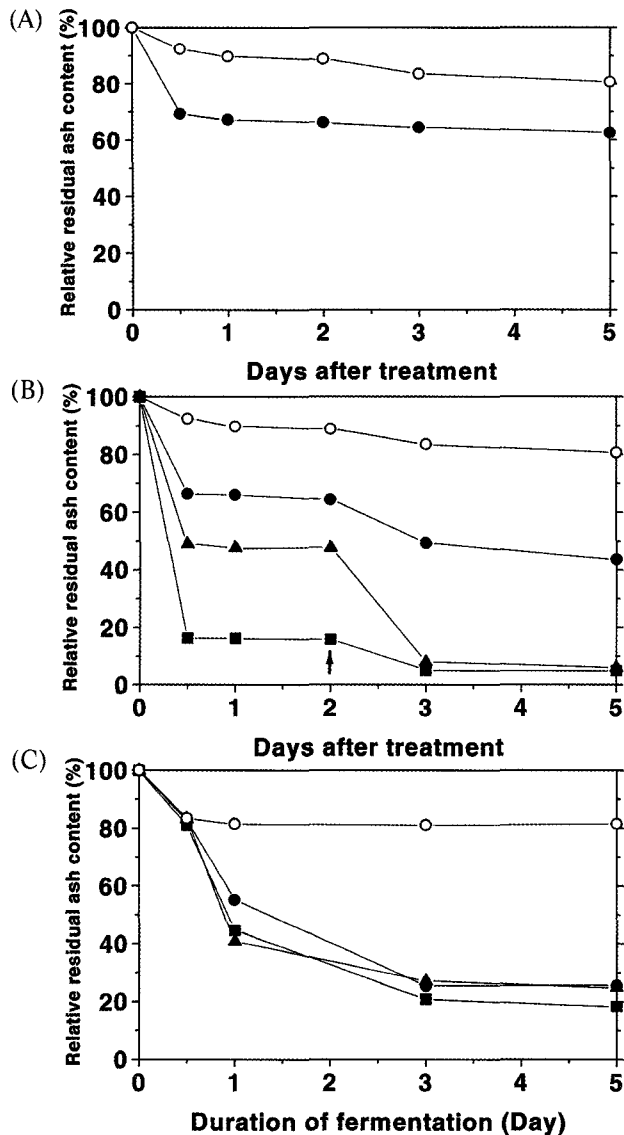 (A)
Relative residual ash content (%)
100
80
60
40
20
0
0 1 2 3 4 5
Days after treatment
(B)
Relative residual ash content (%)
100
80
60
40
20
0
0 1 2 3 4 5
Days after treatment
(C)
Relative residual ash content (%)
100
80
60
40
20
0
0 1 2 3 4 5
Duration of fermentation (Day)